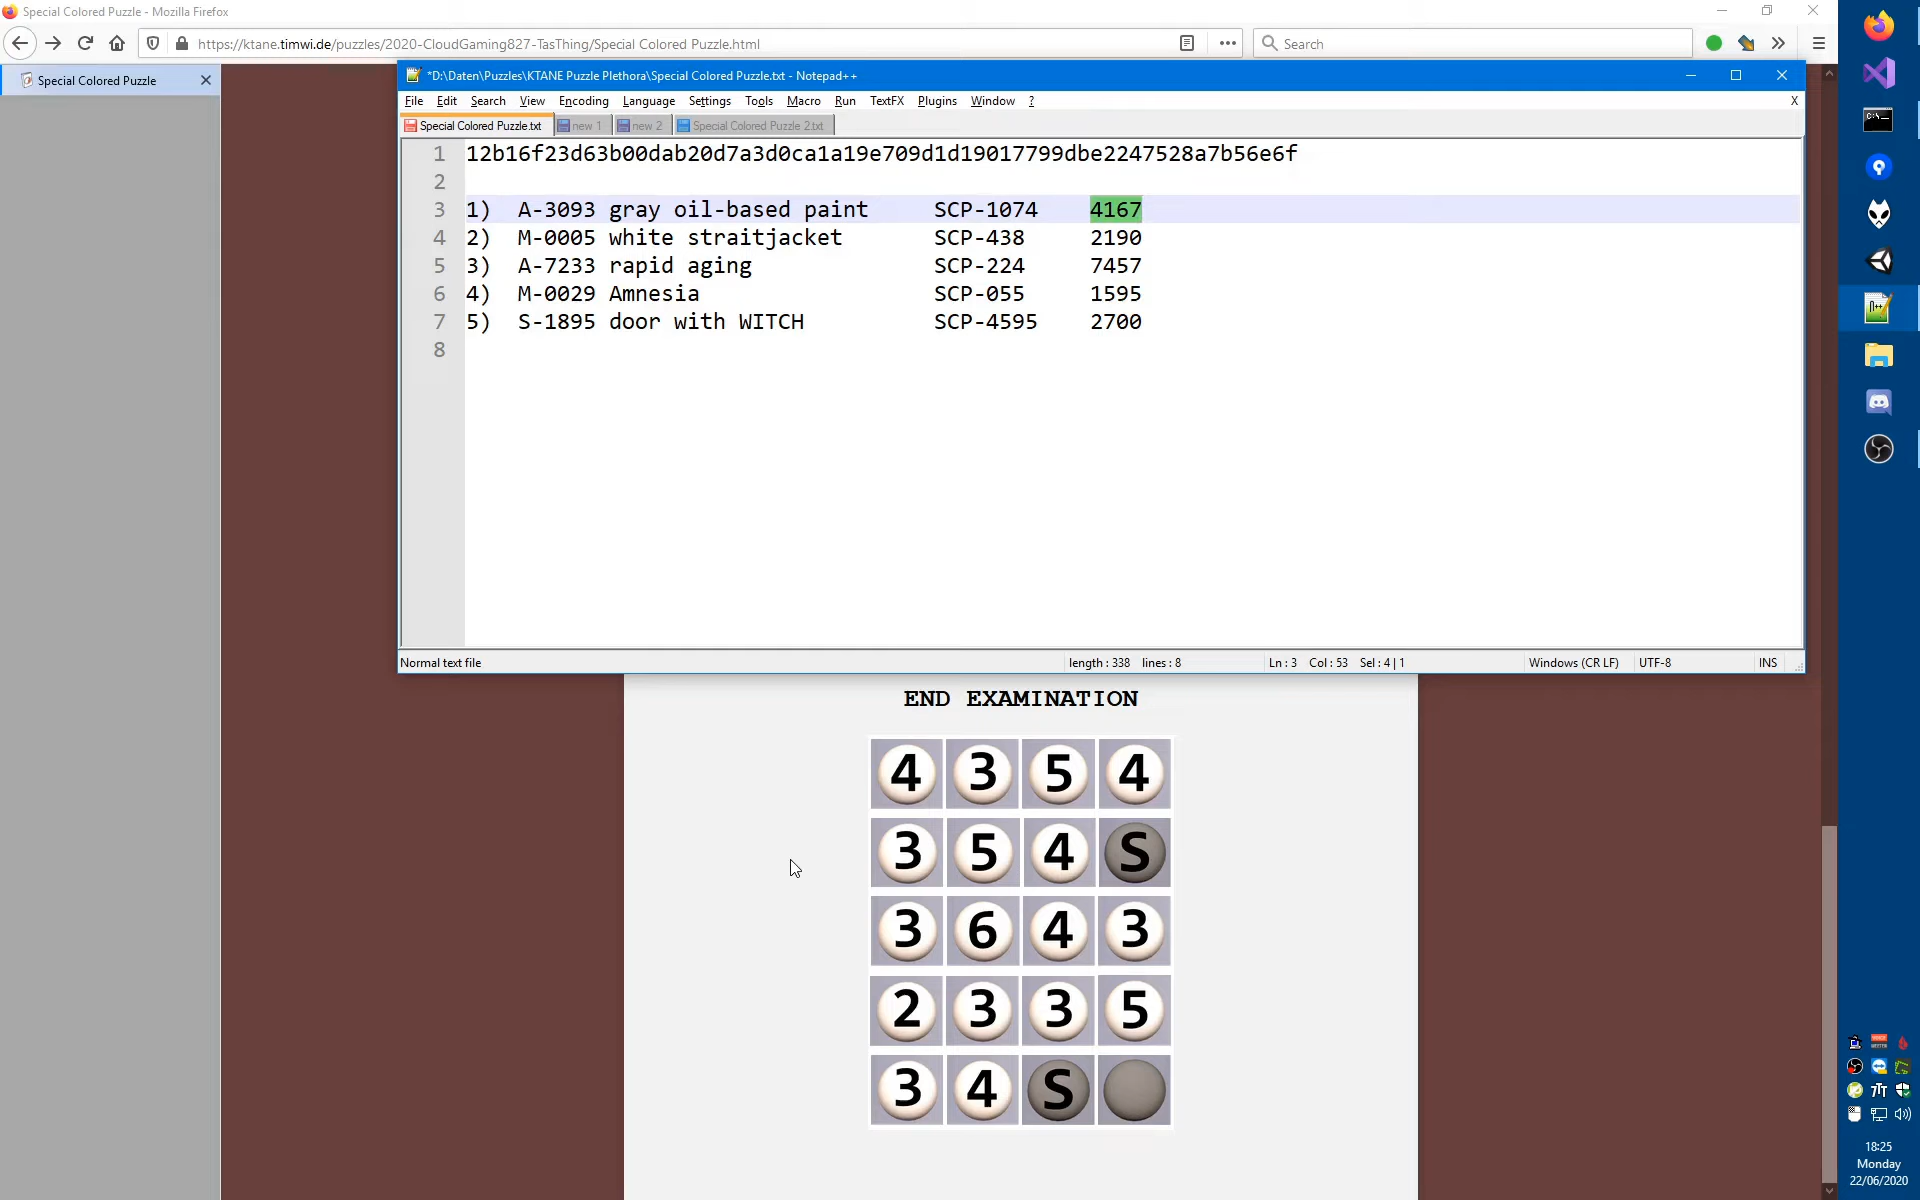 Special Colored Puzzle - Mozilla Firefox
https://ktane.timwi.de/puzzles/2020-CloudGaming827-TasThing/Special Colored Puzzle.html
Search
Special Colored Puzzle
*D:\Daten\Puzzles\KTANE Puzzle Plethora\Special Colored Puzzle.txt - Notepad++
File Edit Search View Encoding Language Settings Tools Macro Run TextFX Plugins Window ? X
Special Colored Puzzle.txt new 1 new 2 Special Colored Puzzle 2.txt
1 12b16f23d63b00dab20d7a3d0ca1a19e709d1d19017799dbe2247528a7b56e6f
2
3 1) A-3093 gray oil-based paint SCP-1074 4167
4 2) M-0005 white straitjacket SCP-438 2190
5 3) A-7233 rapid aging SCP-224 7457
6 4) M-0029 Amnesia SCP-055 1595
7 5) S-1895 door with WITCH SCP-4595 2700
8
Normal text file length : 338 lines : 8 Ln : 3 Col : 53 Sel : 4 | 1 Windows (CR LF) UTF-8 INS
END EXAMINATION
4 3 5 4
3 5 4 S
3 6 4 3
2 3 3 5
3 4 S
18:25
Monday
22/06/2020